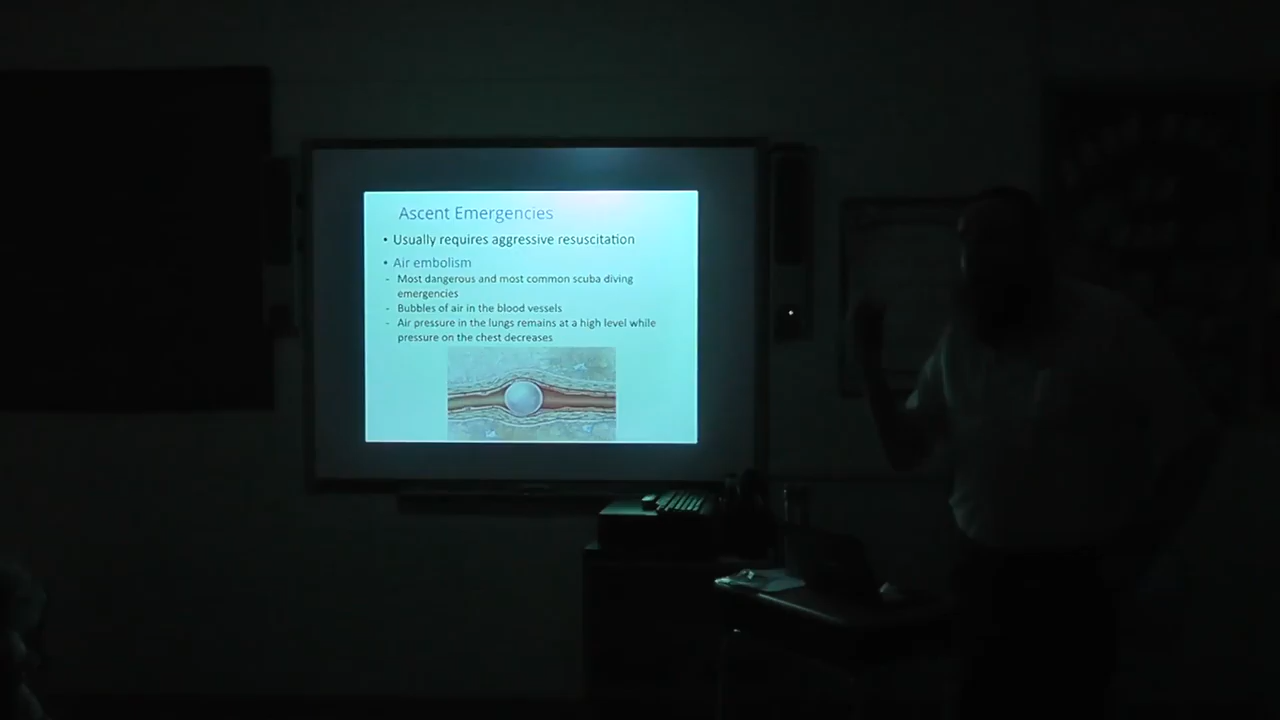 Ascent Emergencies
• Usually requires aggressive resuscitation
• Air embolism
- Most dangerous and most common scuba diving
emergencies
- Bubbles of air in the blood vessels
- Air pressure in the lungs remains at a high level while
pressure on the chest decreases